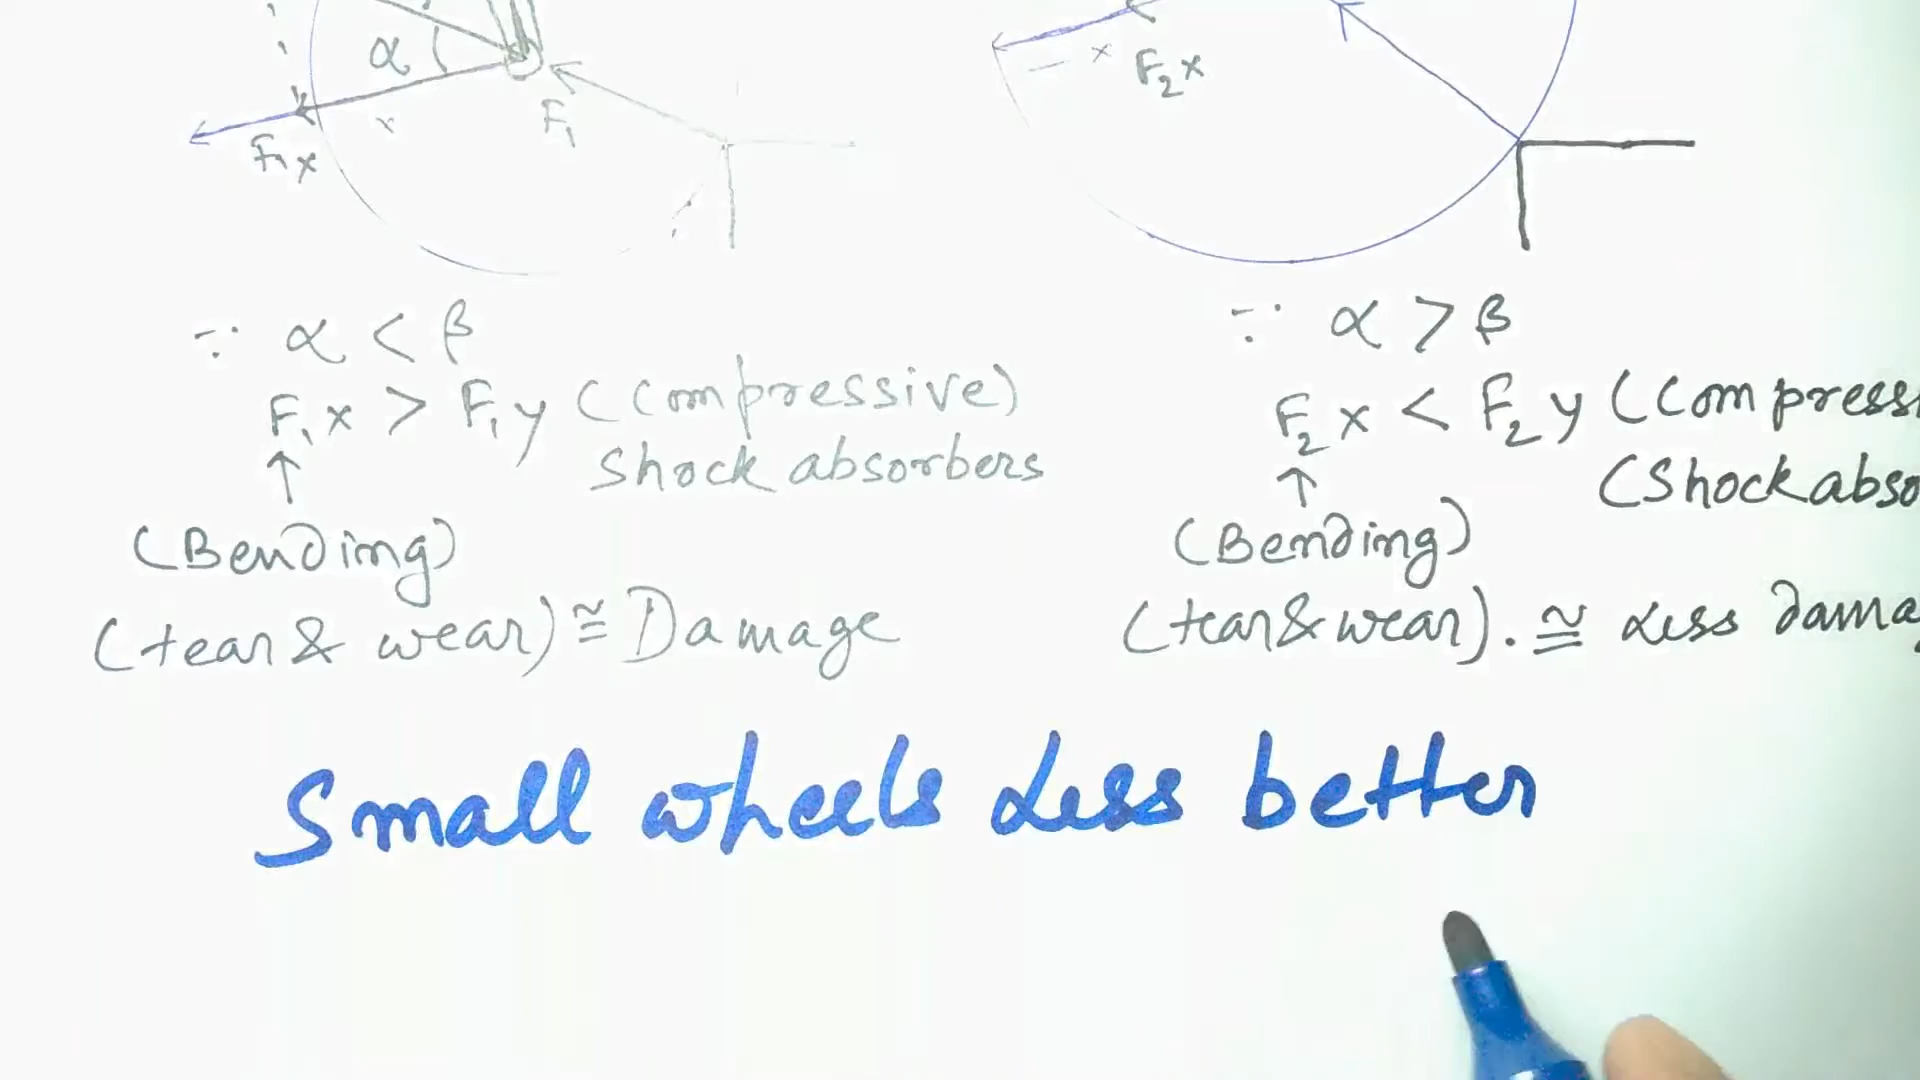 α
F₁x
x
F₁
x
F₂x
∵ α < β
F₁x > F₁y (Compressive)
Shock absorbers
↑
(Bending)
(tear & wear) ≅ Damage
∵ α > β
F₂x < F₂y (Compress
(Shock abso
↑
(Bending)
(tear & wear). ≅ Less dama
Small wheels Less better